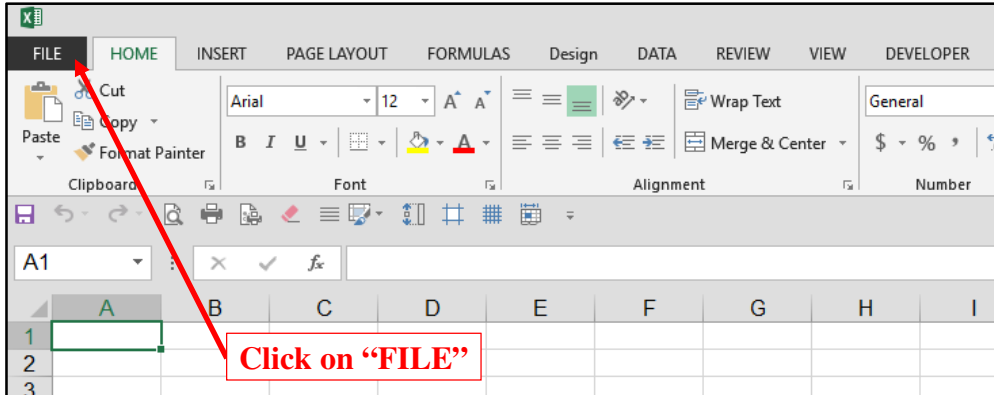 FILE HOME INSERT PAGE LAYOUT FORMULAS Design DATA REVIEW VIEW DEVELOPER
Cut
Arial 12 A A Wrap Text General
Copy
Paste
Format Painter B I U A Merge & Center $ % ,
Clipboard Font Alignment Number
A1 fx
A B C D E F G H I
1
2 Click on “FILE”
3